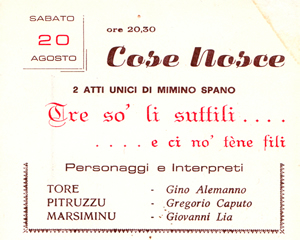 SABATO
20
AGOSTO
ore 20,30
Cose Nosce
2 ATTI UNICI DI MIMINO SPANO
Tre so' li suttili . . . .
. . . . e ci no' tène fili
Personaggi e Interpreti
TORE - Gino Alemanno
PITRUZZU - Gregorio Caputo
MARSIMINU - Giovanni Lia